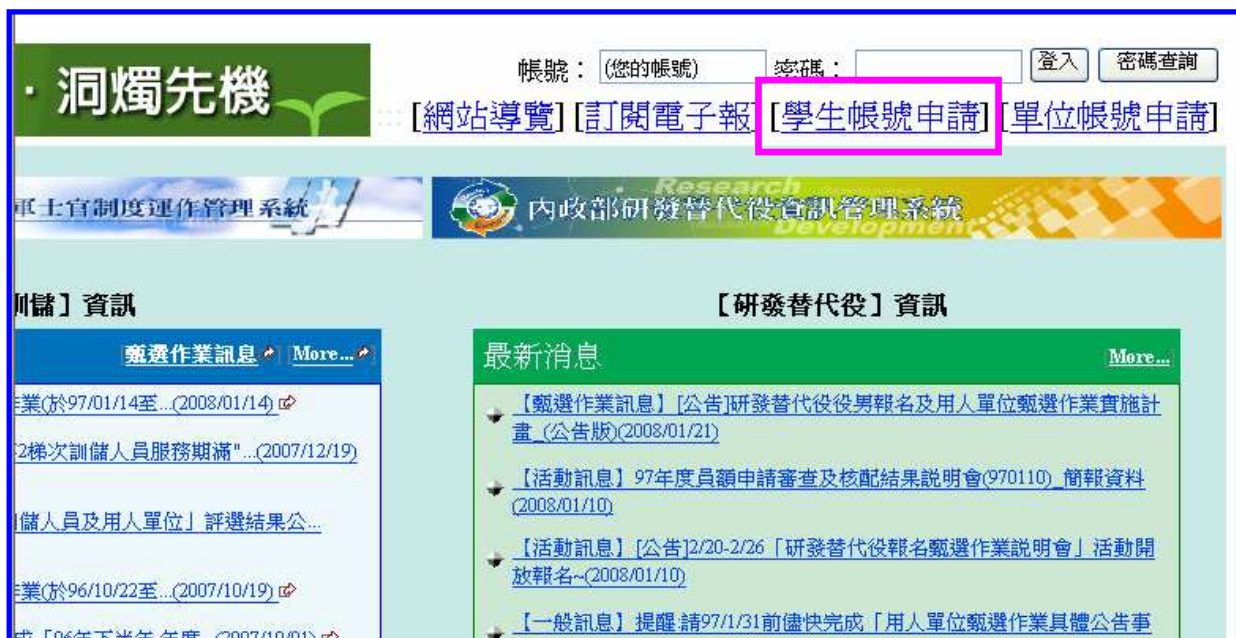 · 洞燭先機
帳號： (您的帳號) 密碼： 登入 密碼查詢
[網站導覽] [訂閱電子報] [學生帳號申請] [單位帳號申請]
軍士官制度運作管理系統
Research
內政部研發替代役資訊管理系統
Development
訓儲】資訊
甄選作業訊息 More...
業(於97/01/14至...(2008/01/14)
2梯次訓儲人員服務期滿"...(2007/12/19)
儲人員及用人單位」評選結果公...
業(於96/10/22至...(2007/10/19)
成「96年下半年 年度...(2007/10/01)
【研發替代役】資訊
最新消息 More...
【甄選作業訊息】[公告]研發替代役役男報名及用人單位甄選作業實施計
畫_(公告版)(2008/01/21)
【活動訊息】97年度員額申請審查及核配結果說明會(970110)_簡報資料
(2008/01/10)
【活動訊息】[公告]2/20-2/26「研發替代役報名甄選作業說明會」活動開
放報名~(2008/01/10)
【一般訊息】提醒:請97/1/31前儘快完成「用人單位甄選作業具體公告事